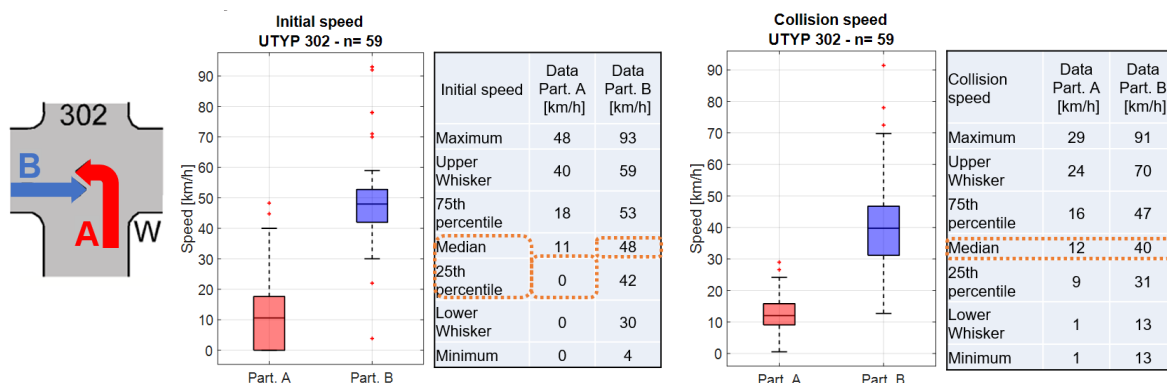 302
B
A
W
Initial speed
UTYP 302 - n= 59
Speed [km/h]
90
80
70
60
50
40
30
20
10
0
Part. A Part. B
Initial speed Data Part. A [km/h] Data Part. B [km/h]
Maximum 48 93
Upper Whisker 40 59
75th percentile 18 53
Median 11 48
25th percentile 0 42
Lower Whisker 0 30
Minimum 0 4
Collision speed
UTYP 302 - n= 59
Speed [km/h]
90
80
70
60
50
40
30
20
10
0
Part. A Part. B
Collision speed Data Part. A [km/h] Data Part. B [km/h]
Maximum 29 91
Upper Whisker 24 70
75th percentile 16 47
Median 12 40
25th percentile 9 31
Lower Whisker 1 13
Minimum 1 13